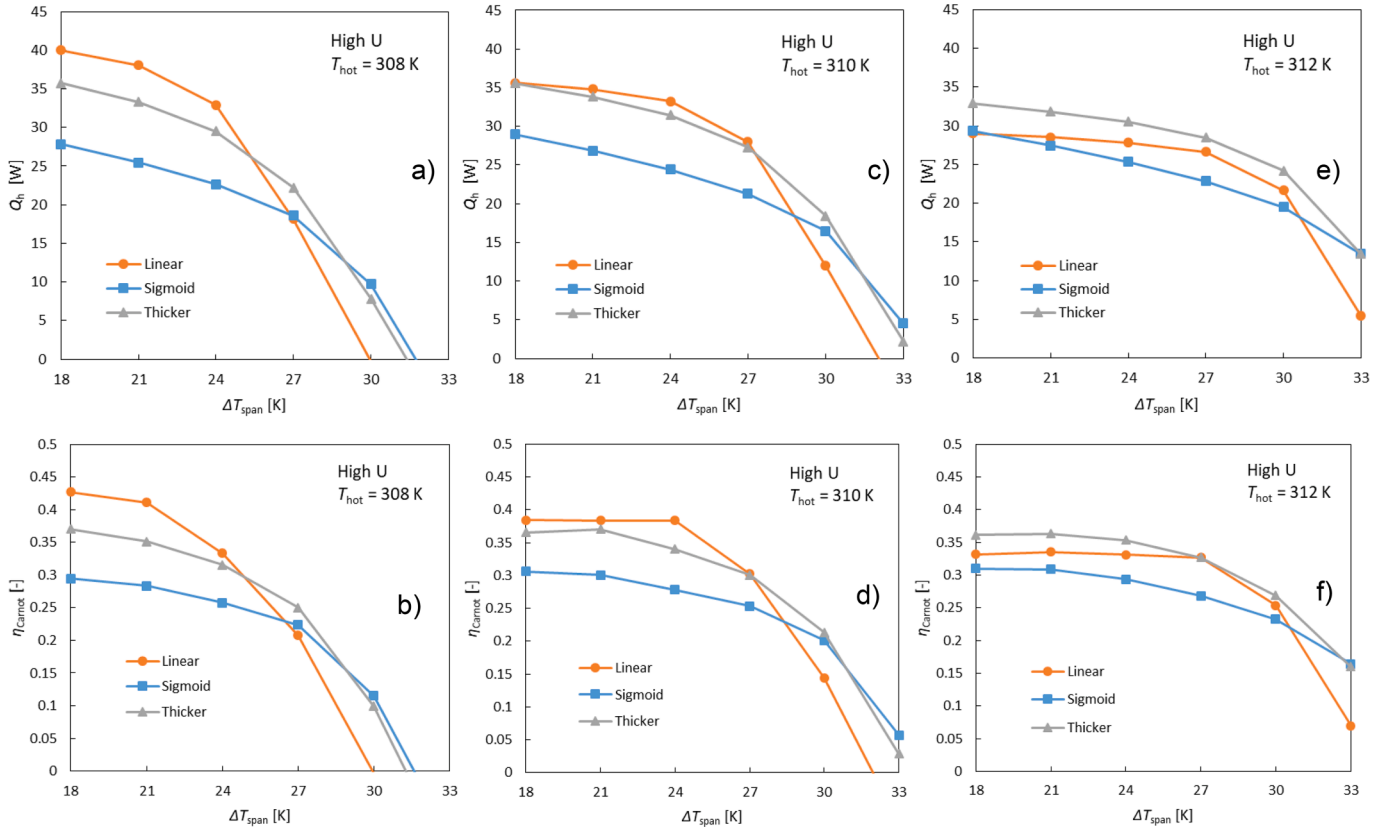 45
40
35
30
25
20
15
10
5
0
Qh [W]
High U
Thot = 308 K
a)
Linear
Sigmoid
Thicker
18 21 24 27 30 33
ΔTspan [K]
45
40
35
30
25
20
15
10
5
0
Qh [W]
High U
Thot = 310 K
c)
Linear
Sigmoid
Thicker
18 21 24 27 30 33
ΔTspan [K]
45
40
35
30
25
20
15
10
5
0
Qh [W]
High U
Thot = 312 K
e)
Linear
Sigmoid
Thicker
18 21 24 27 30 33
ΔTspan [K]
0.5
0.45
0.4
0.35
0.3
0.25
0.2
0.15
0.1
0.05
0
ηCarnot [-]
High U
Thot = 308 K
b)
Linear
Sigmoid
Thicker
18 21 24 27 30 33
ΔTspan [K]
0.5
0.45
0.4
0.35
0.3
0.25
0.2
0.15
0.1
0.05
0
ηCarnot [-]
High U
Thot = 310 K
d)
Linear
Sigmoid
Thicker
18 21 24 27 30 33
ΔTspan [K]
0.5
0.45
0.4
0.35
0.3
0.25
0.2
0.15
0.1
0.05
0
ηCarnot [-]
High U
Thot = 312 K
f)
Linear
Sigmoid
Thicker
18 21 24 27 30 33
ΔTspan [K]